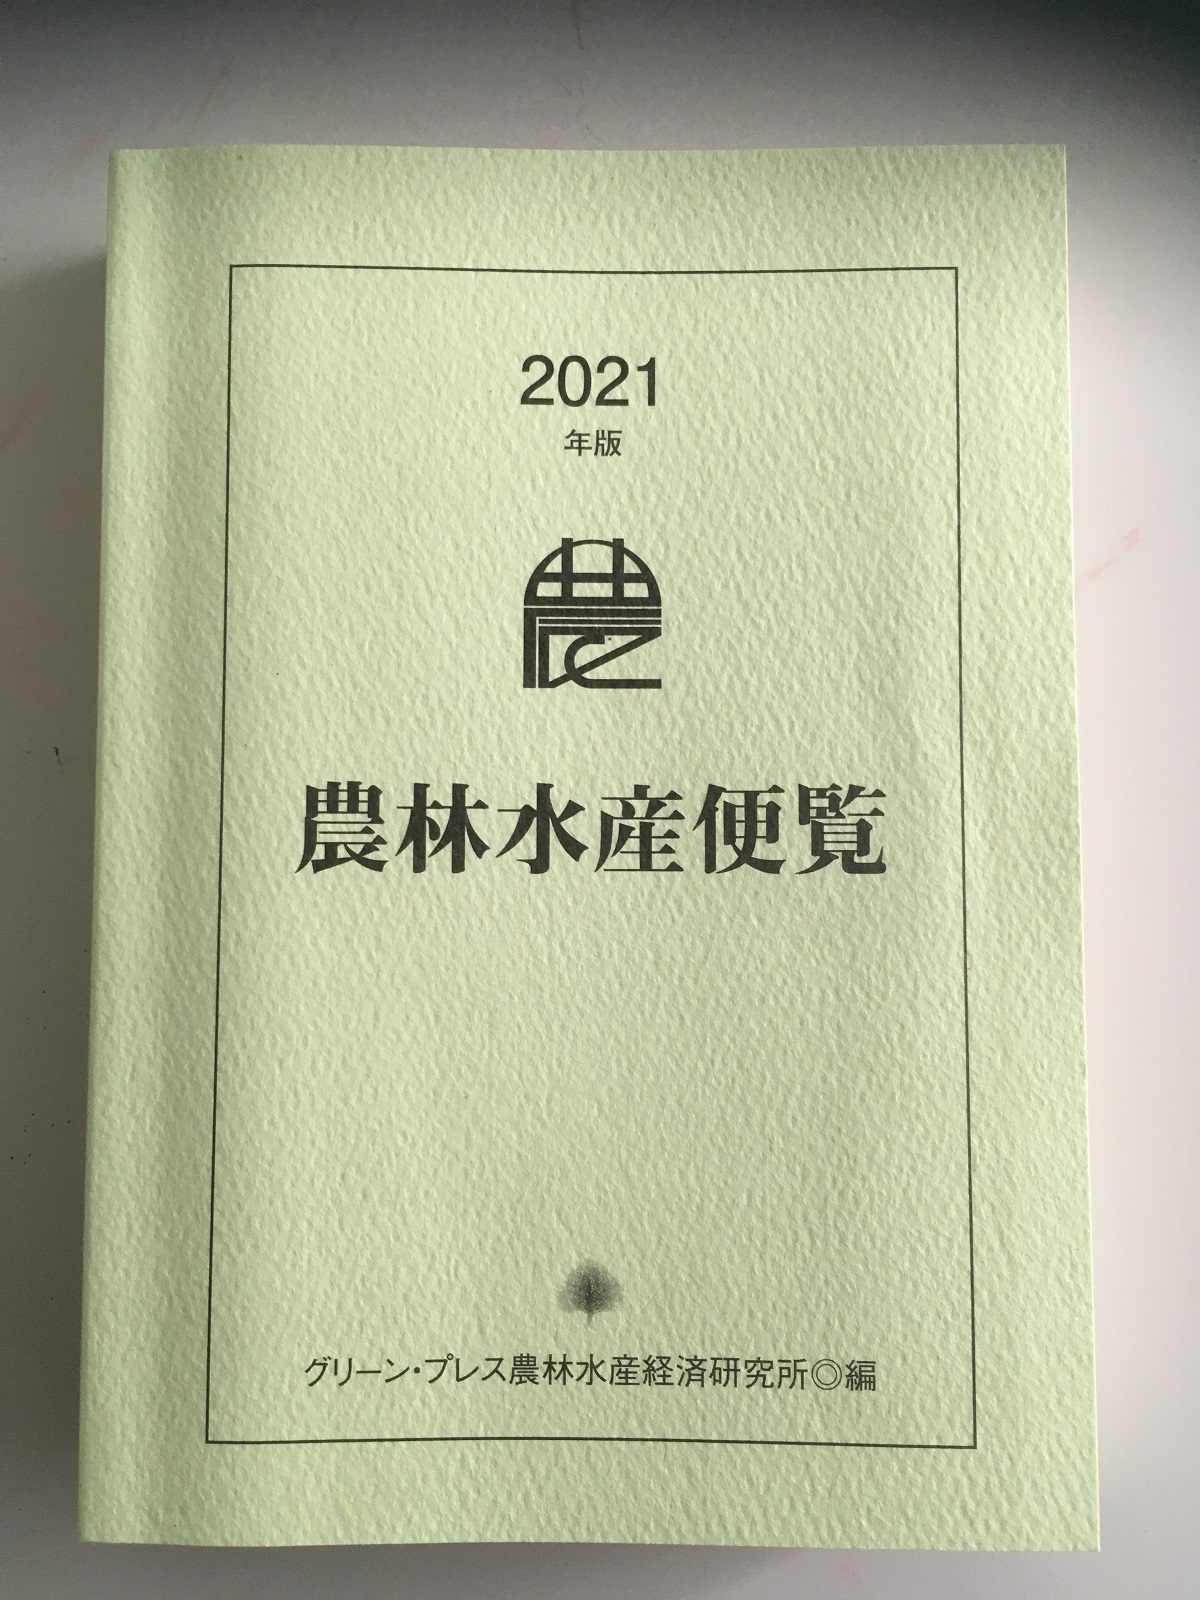 2021
年版
農
農林水産便覧
グリーン・プレス農林水産経済研究所◎編